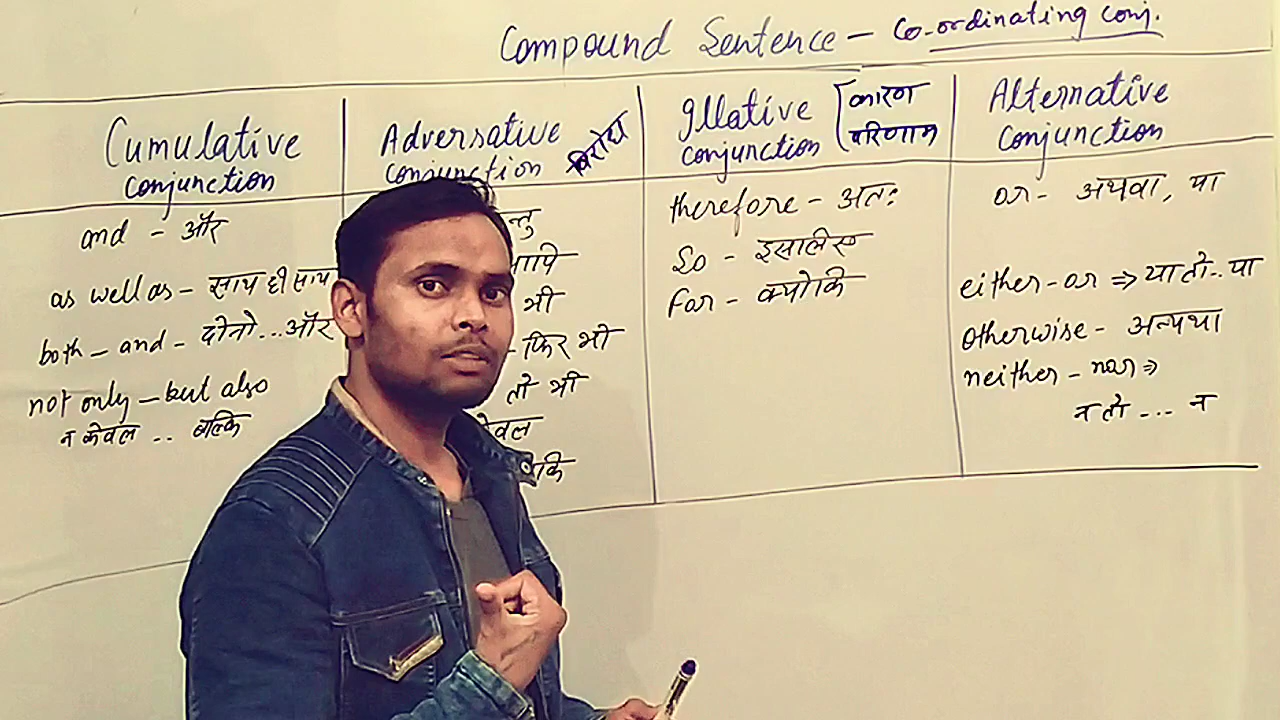 Compound Sentence — Co-ordinating conj.
Cumulative
conjunction
and - और
as well as - साथ ही साथ
both - and - दोनो...और
not only - but also
न केवल .. बल्कि
Adversative
conjunction विरोध
भी
- फिर भी
तो भी
Illative
conjunction
कारण
परिणाम
therefore - अतः
So - इसलिए
For - क्योकि
Alternative
conjunction
or - अथवा, या
either - or ⇒ या तो .. या
otherwise - अन्यथा
neither - nor ⇒
न तो ... न